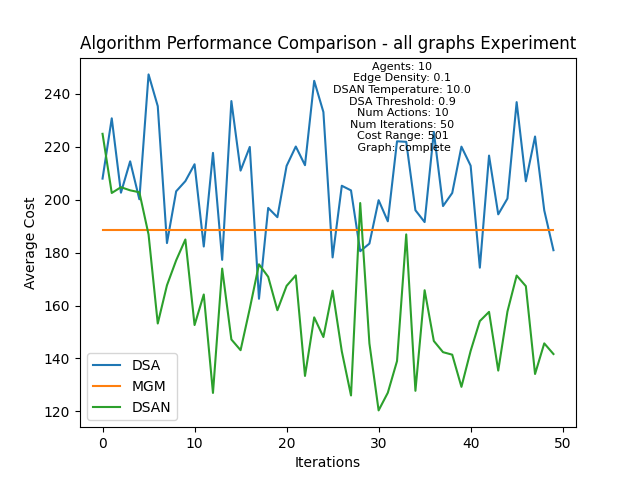 Algorithm Performance Comparison - all graphs Experiment
Agents: 10
Edge Density: 0.1
DSAN Temperature: 10.0
DSA Threshold: 0.9
Num Actions: 10
Num Iterations: 50
Cost Range: 501
Graph: complete
240
220
200
180
160
140
120
Average Cost
DSA
MGM
DSAN
0 10 20 30 40 50
Iterations